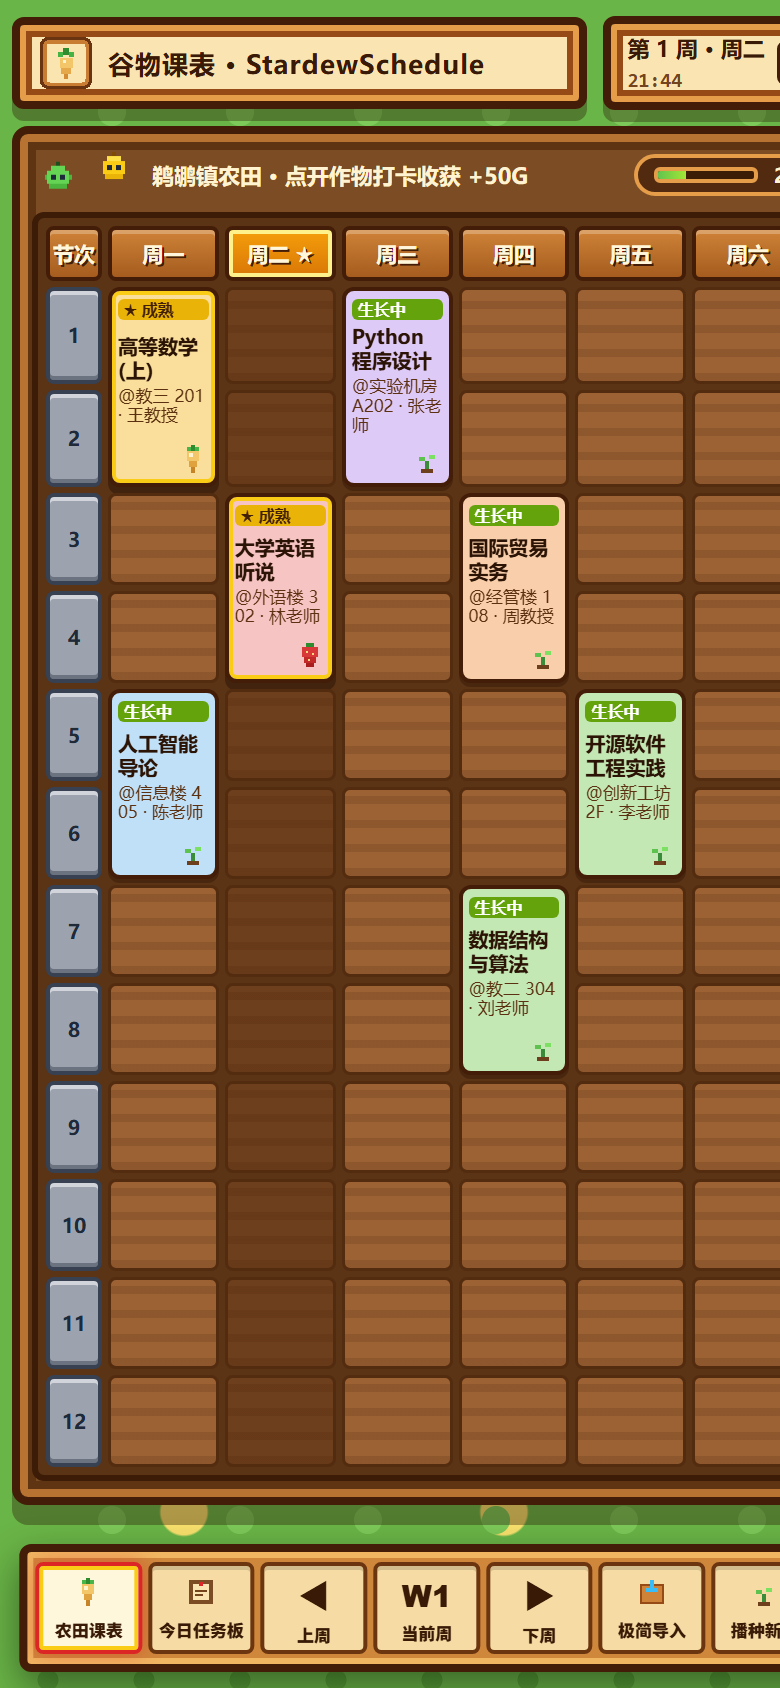 谷物课表 • StardewSchedule
第 1 周 • 周二
21:44
鹈鹕镇农田 • 点开作物打卡收获 +50G
节次 周一 周二 ★ 周三 周四 周五 周六
1
★ 成熟
高等数学
(上)
@教三 201
· 王教授
生长中
Python
程序设计
@实验机房
A202 · 张老
师
2
3
★ 成熟
大学英语
听说
@外语楼 3
02 · 林老师
生长中
国际贸易
实务
@经管楼 1
08 · 周教授
4
5
生长中
人工智能
导论
@信息楼 4
05 · 陈老师
生长中
开源软件
工程实践
@创新工坊
2F · 李老师
6
7
生长中
数据结构
与算法
@教二 304
· 刘老师
8
9
10
11
12
农田课表
今日任务板
◀
上周
W1
当前周
▶
下周
极简导入
播种新